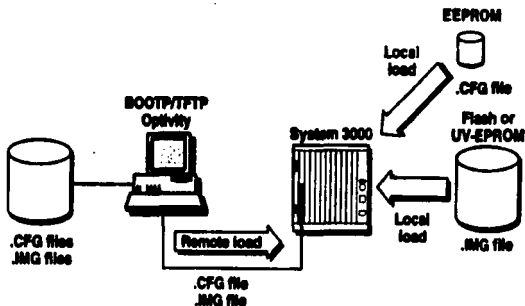 EEPROM
Local
load
.CFG file
BOOTP/TFTP
Optivity
System 3000
Flash or
UV-EPROM
.CFG files
.IMG files
Remote load
Local
load
.IMG file
.CFG file
.IMG file